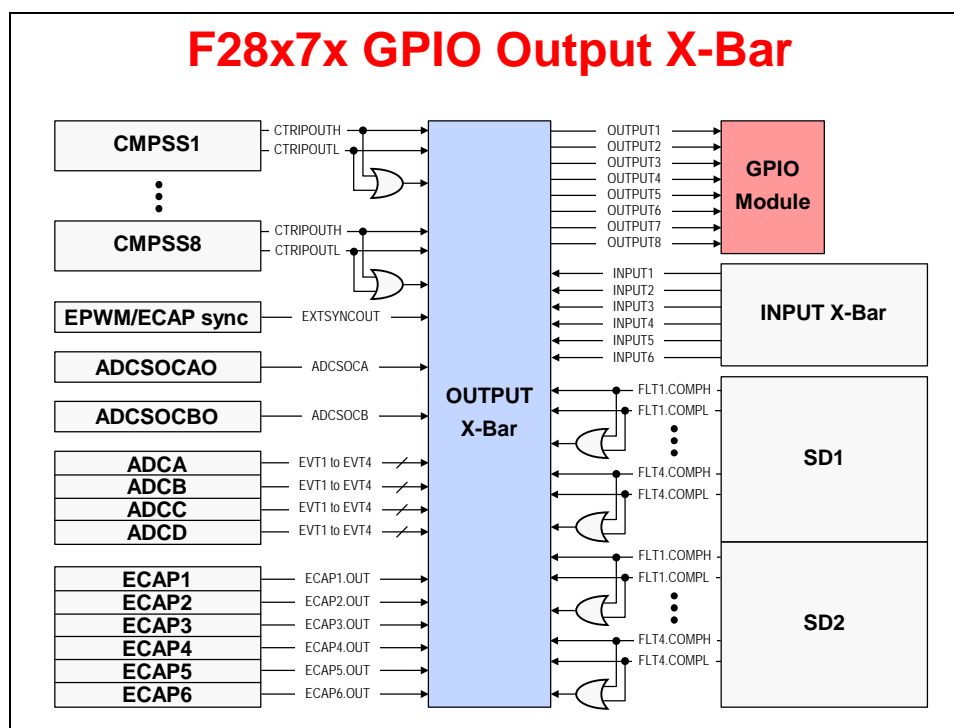 F28x7x GPIO Output X-Bar
CMPSS1
CTRIPOUTH
CTRIPOUTL
CMPSS8
CTRIPOUTH
CTRIPOUTL
EPWM/ECAP sync
EXTSYNCOUT
ADCSOCAO
ADCSOCA
ADCSOCBO
ADCSOCB
ADCA
EVT1 to EVT4
ADCB
EVT1 to EVT4
ADCC
EVT1 to EVT4
ADCD
EVT1 to EVT4
ECAP1
ECAP1.OUT
ECAP2
ECAP2.OUT
ECAP3
ECAP3.OUT
ECAP4
ECAP4.OUT
ECAP5
ECAP5.OUT
ECAP6
ECAP6.OUT
OUTPUT
X-Bar
OUTPUT1
OUTPUT2
OUTPUT3
OUTPUT4
OUTPUT5
OUTPUT6
OUTPUT7
OUTPUT8
GPIO
Module
INPUT1
INPUT2
INPUT3
INPUT4
INPUT5
INPUT6
INPUT X-Bar
FLT1.COMPH
FLT1.COMPL
FLT4.COMPH
FLT4.COMPL
SD1
FLT1.COMPH
FLT1.COMPL
FLT4.COMPH
FLT4.COMPL
SD2